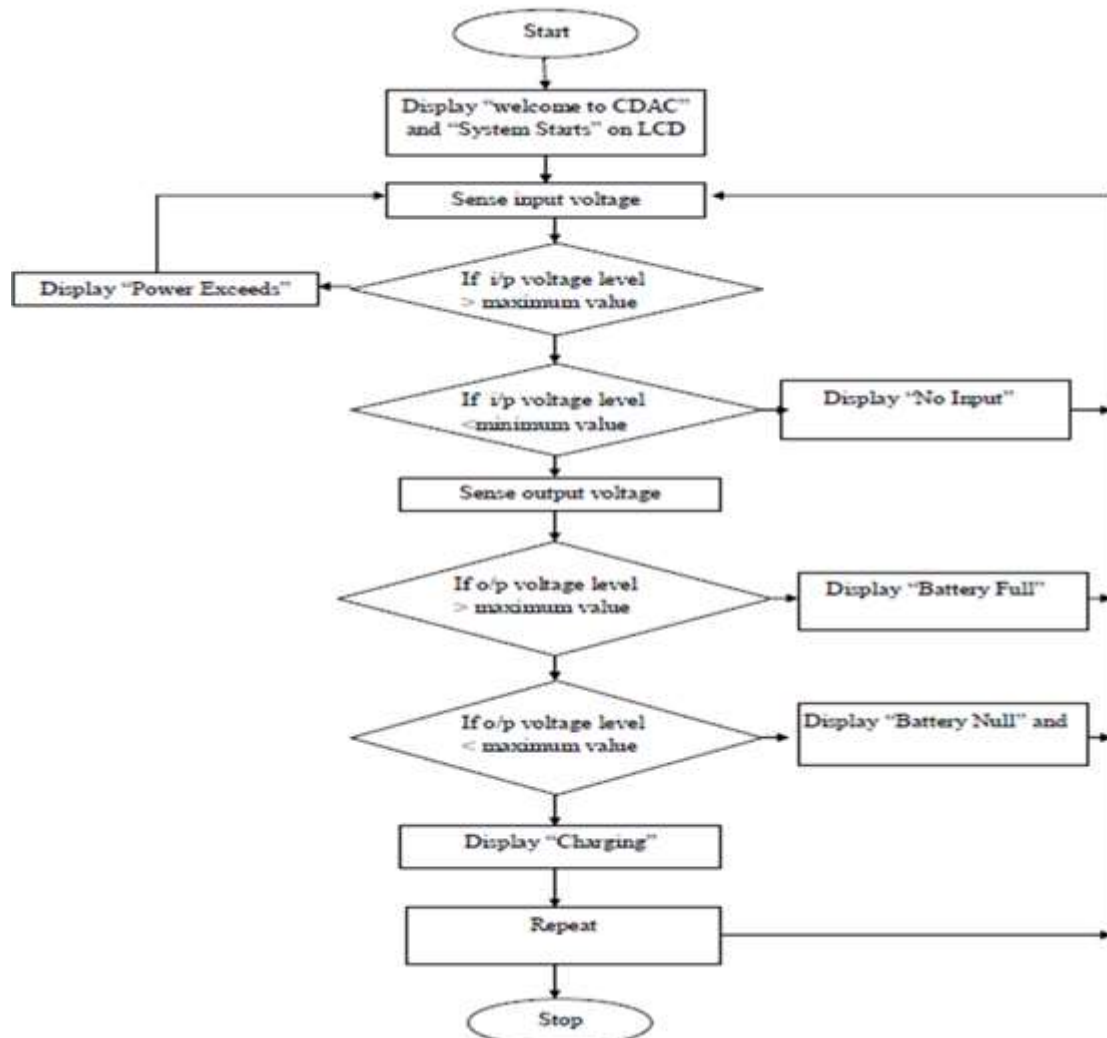 Start
Display “welcome to CDAC”
and “System Starts” on LCD
Sense input voltage
If i/p voltage level
> maximum value
Display “Power Exceeds”
If i/p voltage level
<minimum value
Display “No Input”
Sense output voltage
If o/p voltage level
> maximum value
Display “Battery Full”
If o/p voltage level
< maximum value
Display “Battery Null” and
Display “Charging”
Repeat
Stop